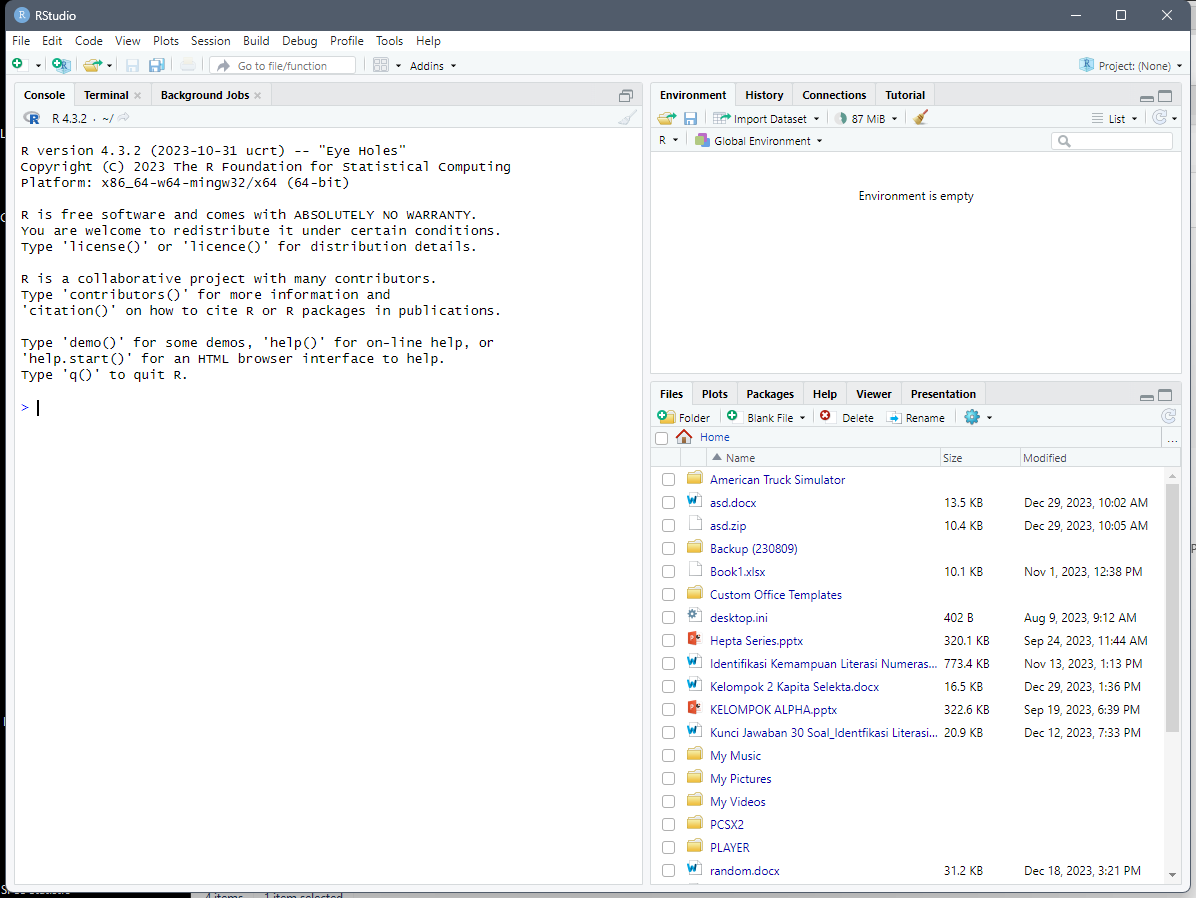 RStudio
File Edit Code View Plots Session Build Debug Profile Tools Help
Go to file/function Addins Project: (None)
Console Terminal Background Jobs
R 4.3.2 · ~/
R version 4.3.2 (2023-10-31 ucrt) -- "Eye Holes"
Copyright (C) 2023 The R Foundation for Statistical Computing
Platform: x86_64-w64-mingw32/x64 (64-bit)
R is free software and comes with ABSOLUTELY NO WARRANTY.
You are welcome to redistribute it under certain conditions.
Type 'license()' or 'licence()' for distribution details.
R is a collaborative project with many contributors.
Type 'contributors()' for more information and
'citation()' on how to cite R or R packages in publications.
Type 'demo()' for some demos, 'help()' for on-line help, or
'help.start()' for an HTML browser interface to help.
Type 'q()' to quit R.
>
Environment History Connections Tutorial
Import Dataset 87 MiB List
R Global Environment
Environment is empty
Files Plots Packages Help Viewer Presentation
Folder Blank File Delete Rename
Home ...
Name Size Modified
American Truck Simulator
asd.docx 13.5 KB Dec 29, 2023, 10:02 AM
asd.zip 10.4 KB Dec 29, 2023, 10:05 AM
Backup (230809)
Book1.xlsx 10.1 KB Nov 1, 2023, 12:38 PM
Custom Office Templates
desktop.ini 402 B Aug 9, 2023, 9:12 AM
Hepta Series.pptx 320.1 KB Sep 24, 2023, 11:44 AM
Identifikasi Kemampuan Literasi Numeras... 773.4 KB Nov 13, 2023, 1:13 PM
Kelompok 2 Kapita Selekta.docx 16.5 KB Dec 29, 2023, 1:36 PM
KELOMPOK ALPHA.pptx 322.6 KB Sep 19, 2023, 6:39 PM
Kunci Jawaban 30 Soal_Identfikasi Literasi... 20.9 KB Dec 12, 2023, 7:33 PM
My Music
My Pictures
My Videos
PCSX2
PLAYER
random.docx 31.2 KB Dec 18, 2023, 3:21 PM
4 items 1 item selected